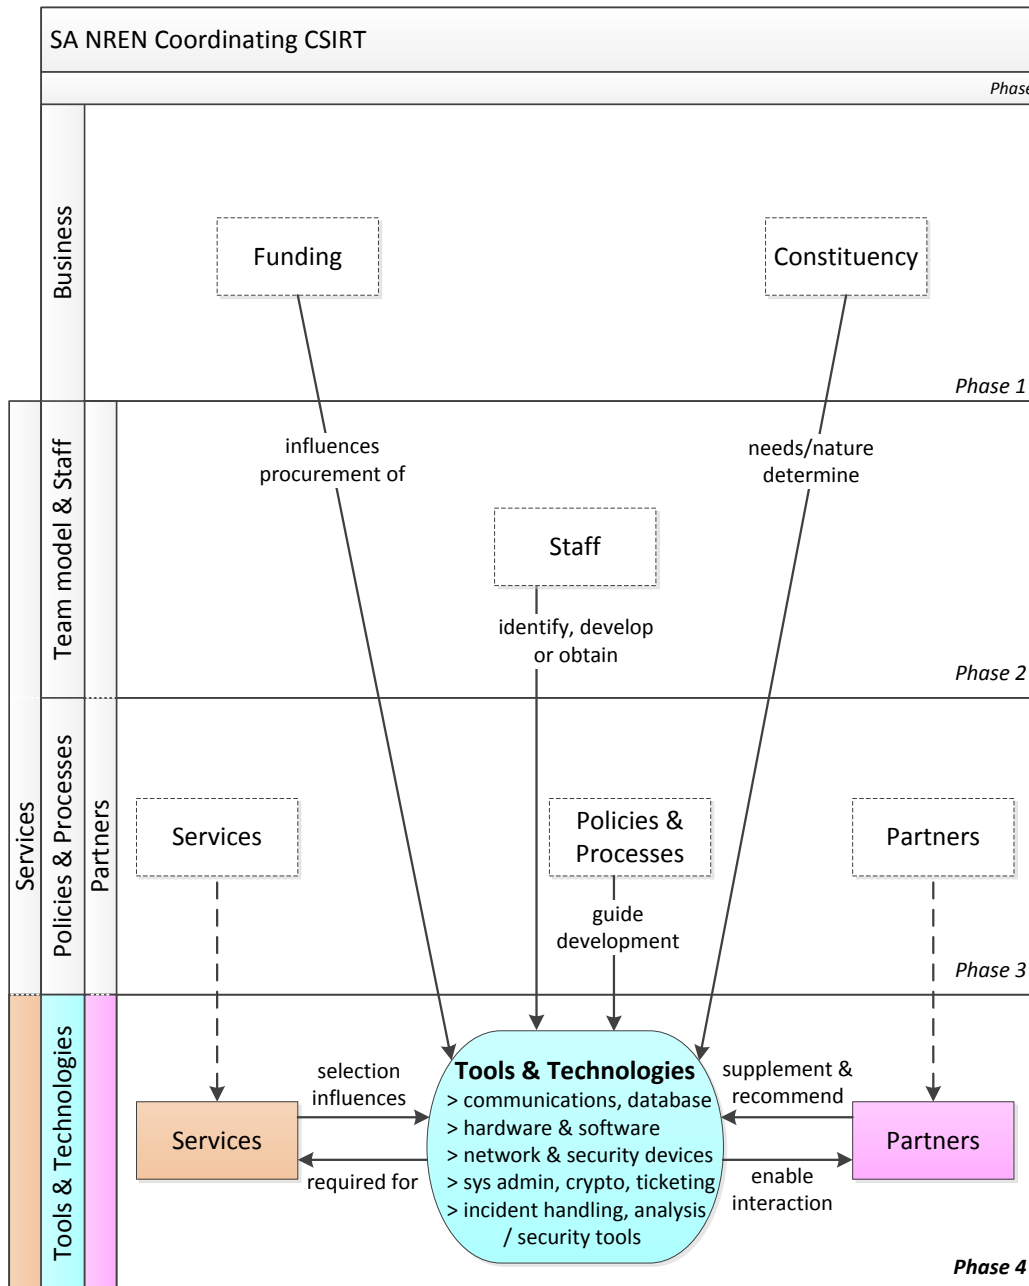 SA NREN Coordinating CSIRT
Phase
Business
Funding
Constituency
Phase 1
Team model & Staff
influences
procurement of
needs/nature
determine
Staff
identify, develop
or obtain
Phase 2
Services
Policies & Processes
Partners
Services
Policies &
Processes
Partners
guide
development
Phase 3
Tools & Technologies
selection
influences
Services
required for
Tools & Technologies
> communications, database
> hardware & software
> network & security devices
> sys admin, crypto, ticketing
> incident handling, analysis
/ security tools
supplement &
recommend
Partners
enable
interaction
Phase 4